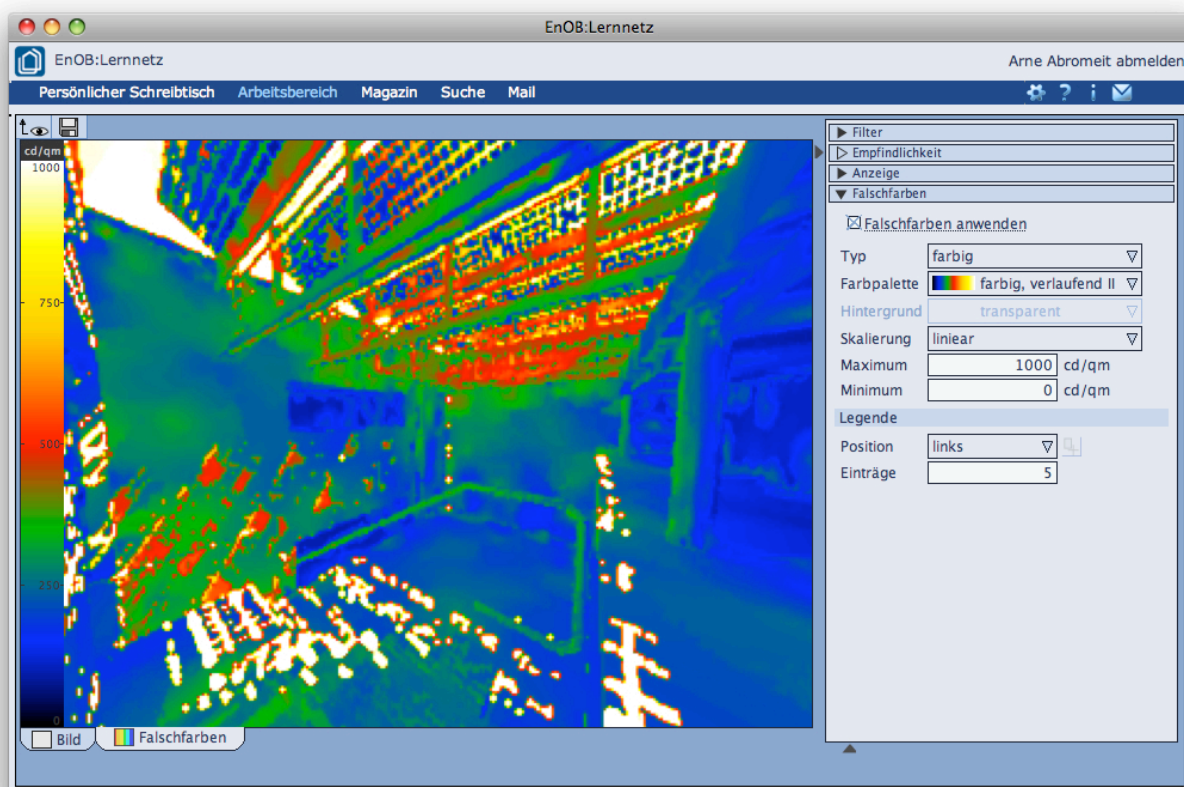 EnOB:Lernnetz
EnOB:Lernnetz
Arne Abromeit abmelden
Persönlicher Schreibtisch Arbeitsbereich Magazin Suche Mail
cd/qm
1000
750
500
250
0
Bild
Falschfarben
Filter
Empfindlichkeit
Anzeige
Falschfarben
Falschfarben anwenden
Typ farbig
Farbpalette farbig, verlaufend II
Hintergrund transparent
Skalierung liniear
Maximum 1000 cd/qm
Minimum 0 cd/qm
Legende
Position links
Einträge 5